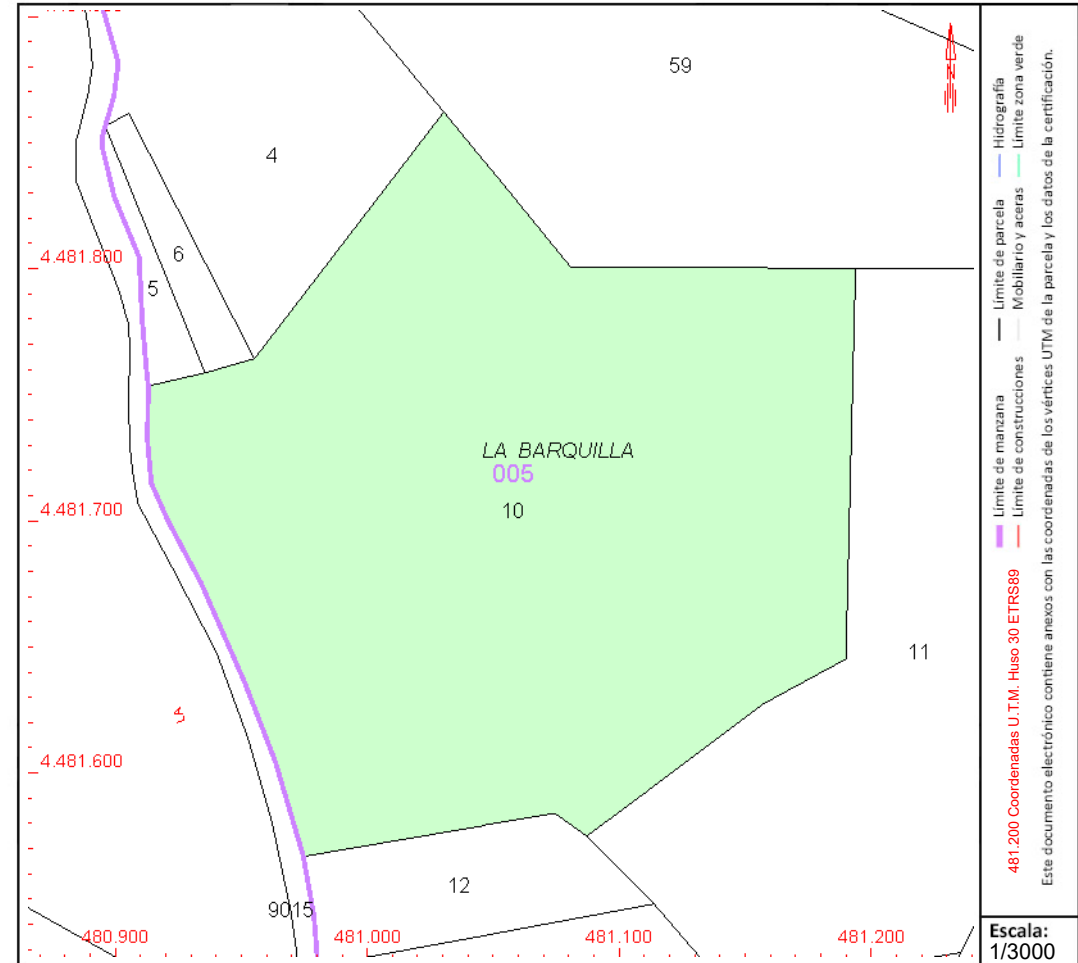 59
4
6
4.481.800
5
LA BARQUILLA
005
4.481.700
10
11
4.481.600
12
9015
480.900
481.000
481.100
481.200
N
Hidrografía
Límite zona verde
Límite de parcela
Mobiliario y aceras
Límite de manzana
Límite de construcciones
481.200 Coordenadas U.T.M. Huso 30 ETRS89
Este documento electrónico contiene anexos con las coordenadas de los vértices UTM de la parcela y los datos de la certificación.
Escala:
1/3000